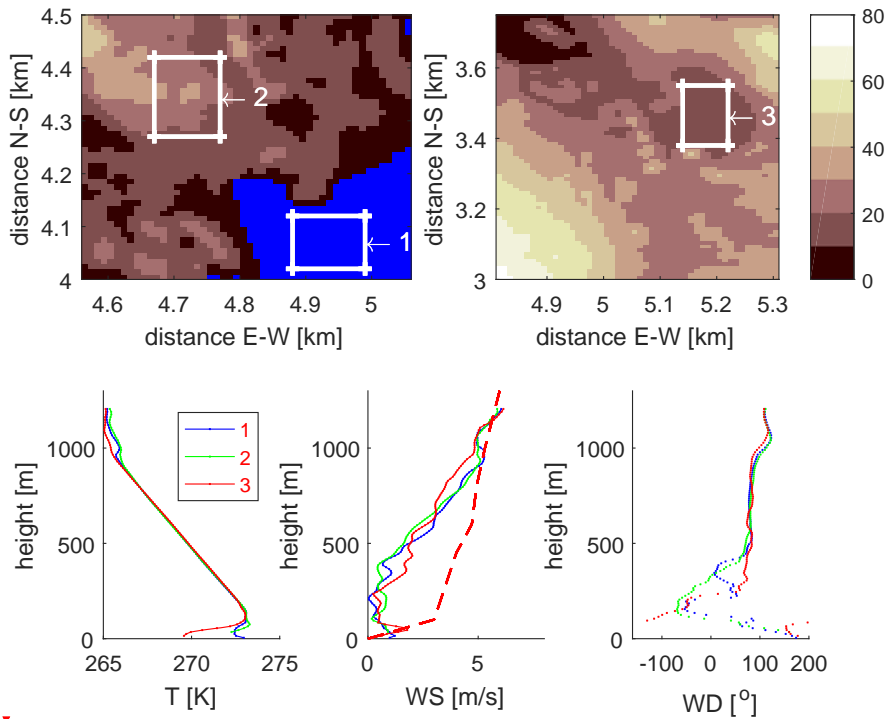 4.5
4.4
4.3
4.2
4.1
4
distance N-S [km]
4.6 4.7 4.8 4.9 5
distance E-W [km]
2
1
3.6
3.4
3.2
3
distance N-S [km]
4.9 5 5.1 5.2 5.3
distance E-W [km]
3
80
60
40
20
0
1000
500
0
height [m]
265 270 275
T [K]
1
2
3
1000
500
0
height [m]
0 5
WS [m/s]
1000
500
0
height [m]
-100 0 100 200
WD [°]